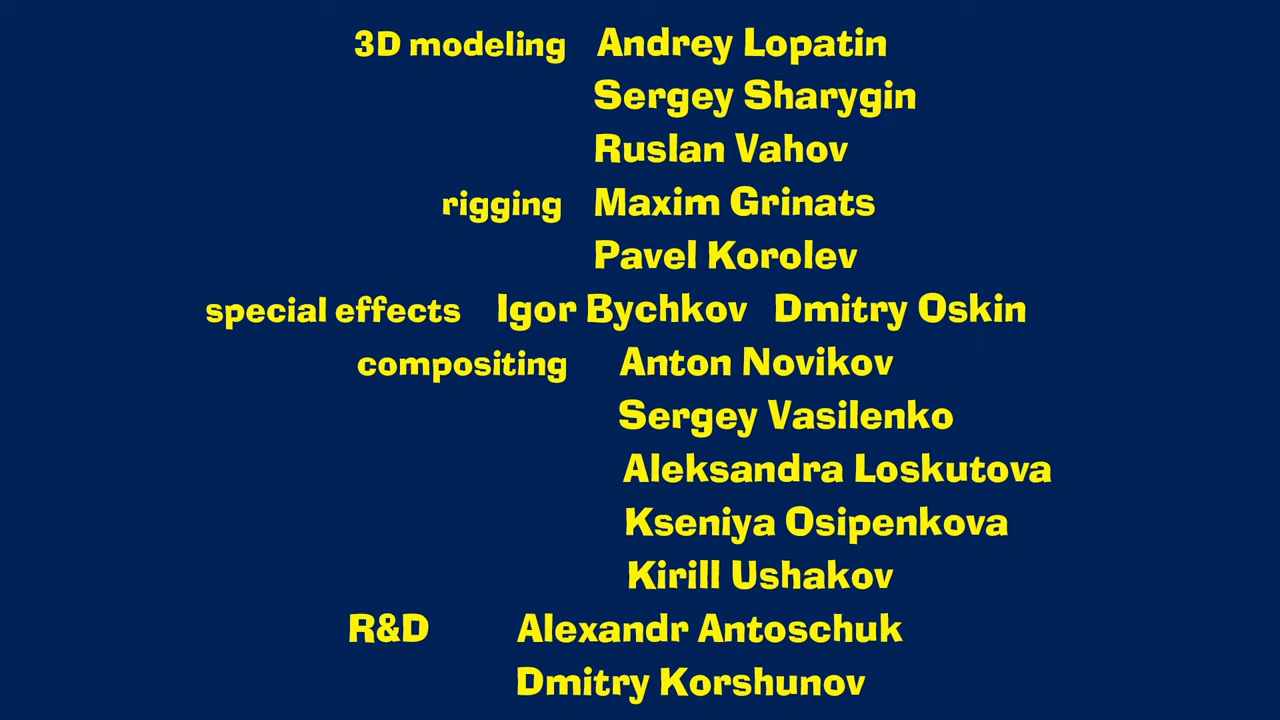 3D modeling Andrey Lopatin
Sergey Sharygin
Ruslan Vahov
rigging Maxim Grinats
Pavel Korolev
special effects Igor Bychkov Dmitry Oskin
compositing Anton Novikov
Sergey Vasilenko
Aleksandra Loskutova
Kseniya Osipenkova
Kirill Ushakov
R&D Alexandr Antoschuk
Dmitry Korshunov